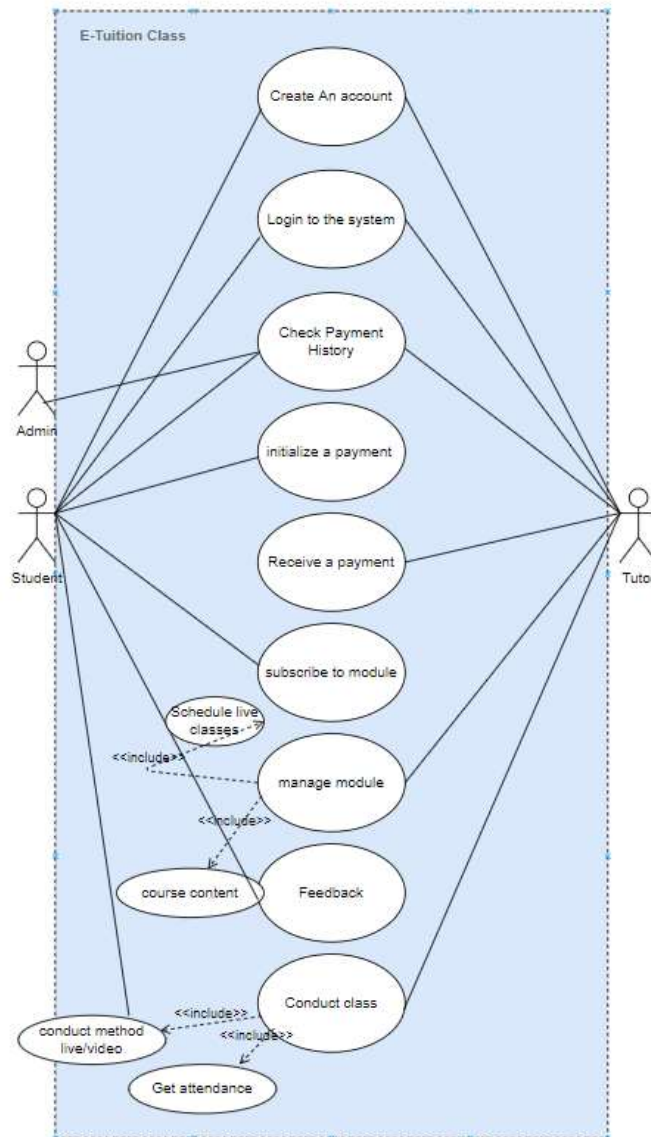 E-Tuition Class
Create An account
Login to the system
Check Payment
History
Admin
initialize a payment
Student
Receive a payment
Tuto
subscribe to module
Schedule live
classes
<<include>>
manage module
<<include>>
course content
Feedback
Conduct class
<<include>>
conduct method
live/video
<<include>>
Get attendance